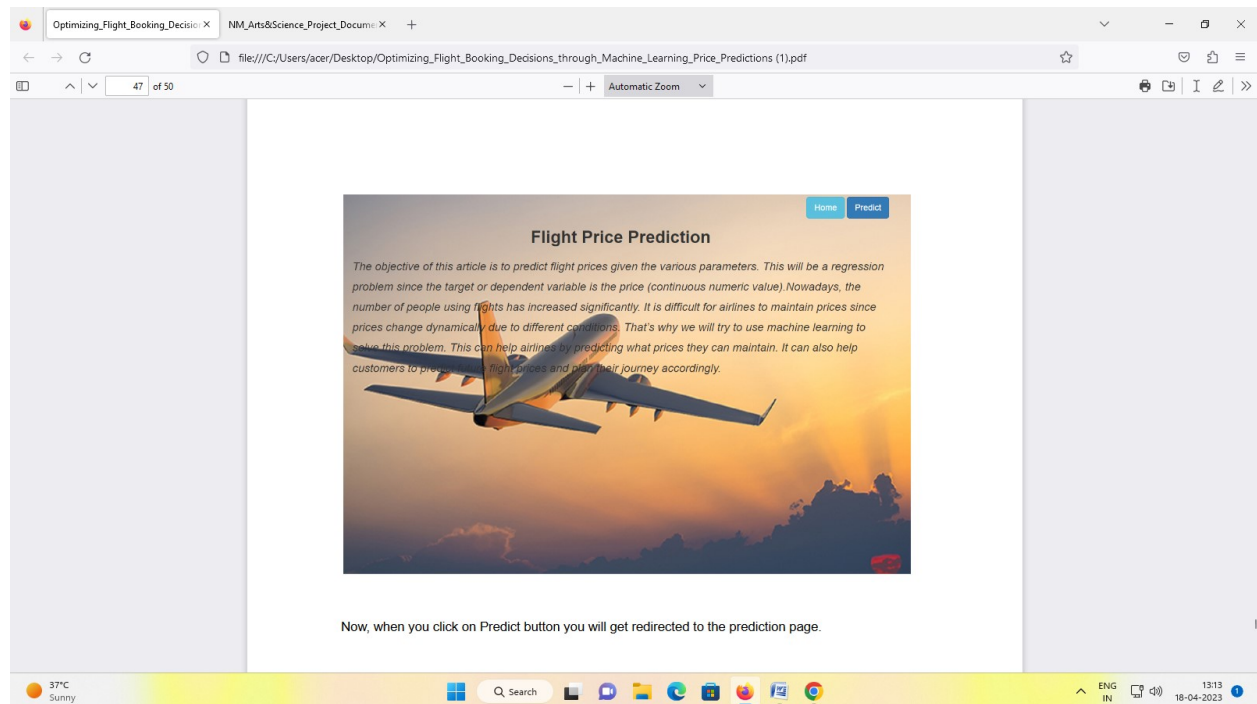 Optimizing_Flight_Booking_Decision
NM_Arts&Science_Project_Docume
file:///C:/Users/acer/Desktop/Optimizing_Flight_Booking_Decisions_through_Machine_Learning_Price_Predictions (1).pdf
47 of 50
Automatic Zoom
Home Predict
Flight Price Prediction
The objective of this article is to predict flight prices given the various parameters. This will be a regression
problem since the target or dependent variable is the price (continuous numeric value).Nowadays, the
number of people using flights has increased significantly. It is difficult for airlines to maintain prices since
prices change dynamically due to different conditions. That's why we will try to use machine learning to
solve this problem. This can help airlines by predicting what prices they can maintain. It can also help
customers to predict future flight prices and plan their journey accordingly.
Now, when you click on Predict button you will get redirected to the prediction page.
37°C
Sunny
Search
ENG
IN
13:13
18-04-2023
1